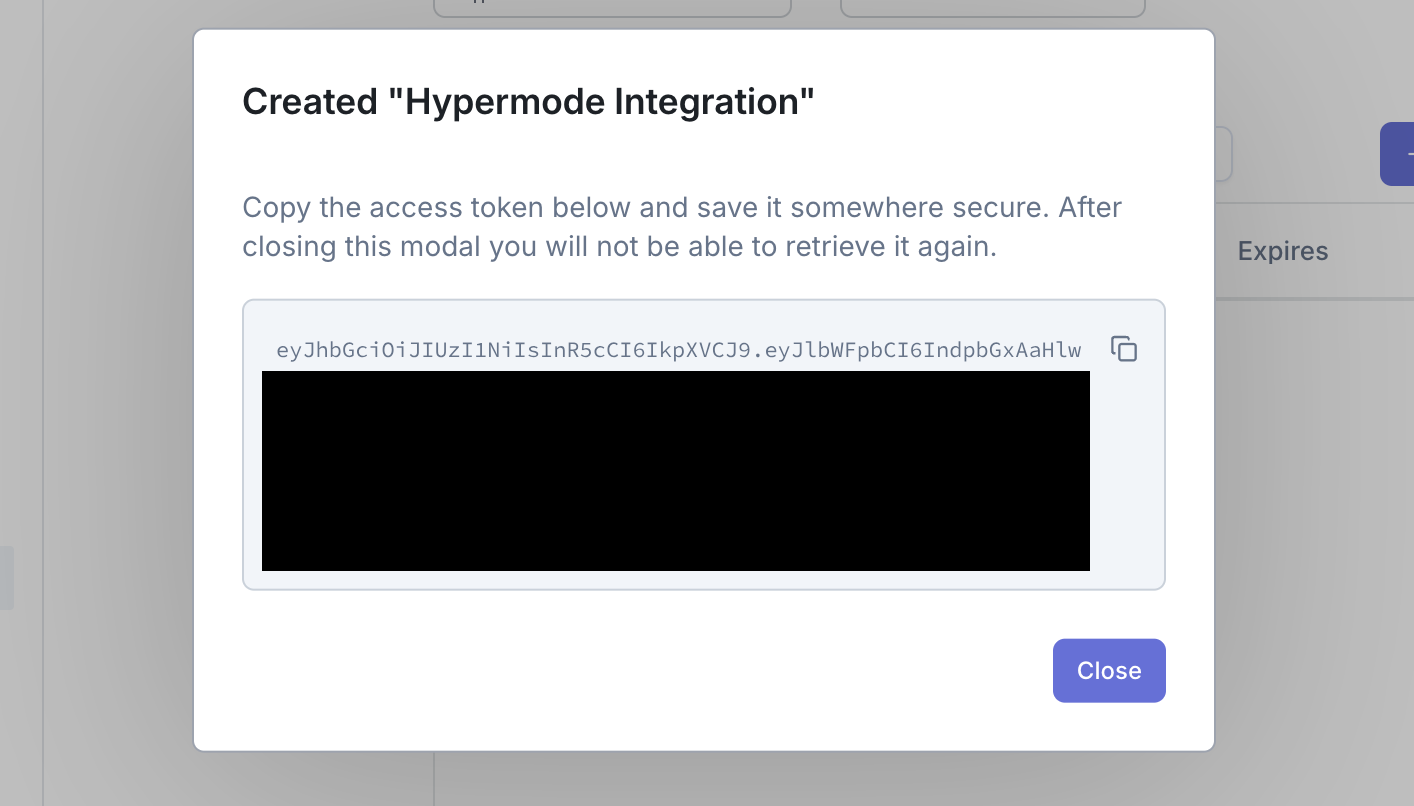 Created "Hypermode Integration"
Copy the access token below and save it somewhere secure. After
closing this modal you will not be able to retrieve it again.
Expires
eyJhbGciOiJIUzI1NiIsInR5cCI6IkpXVCJ9.eyJlbWFpbCI6IndpbGxAaHlw
Close